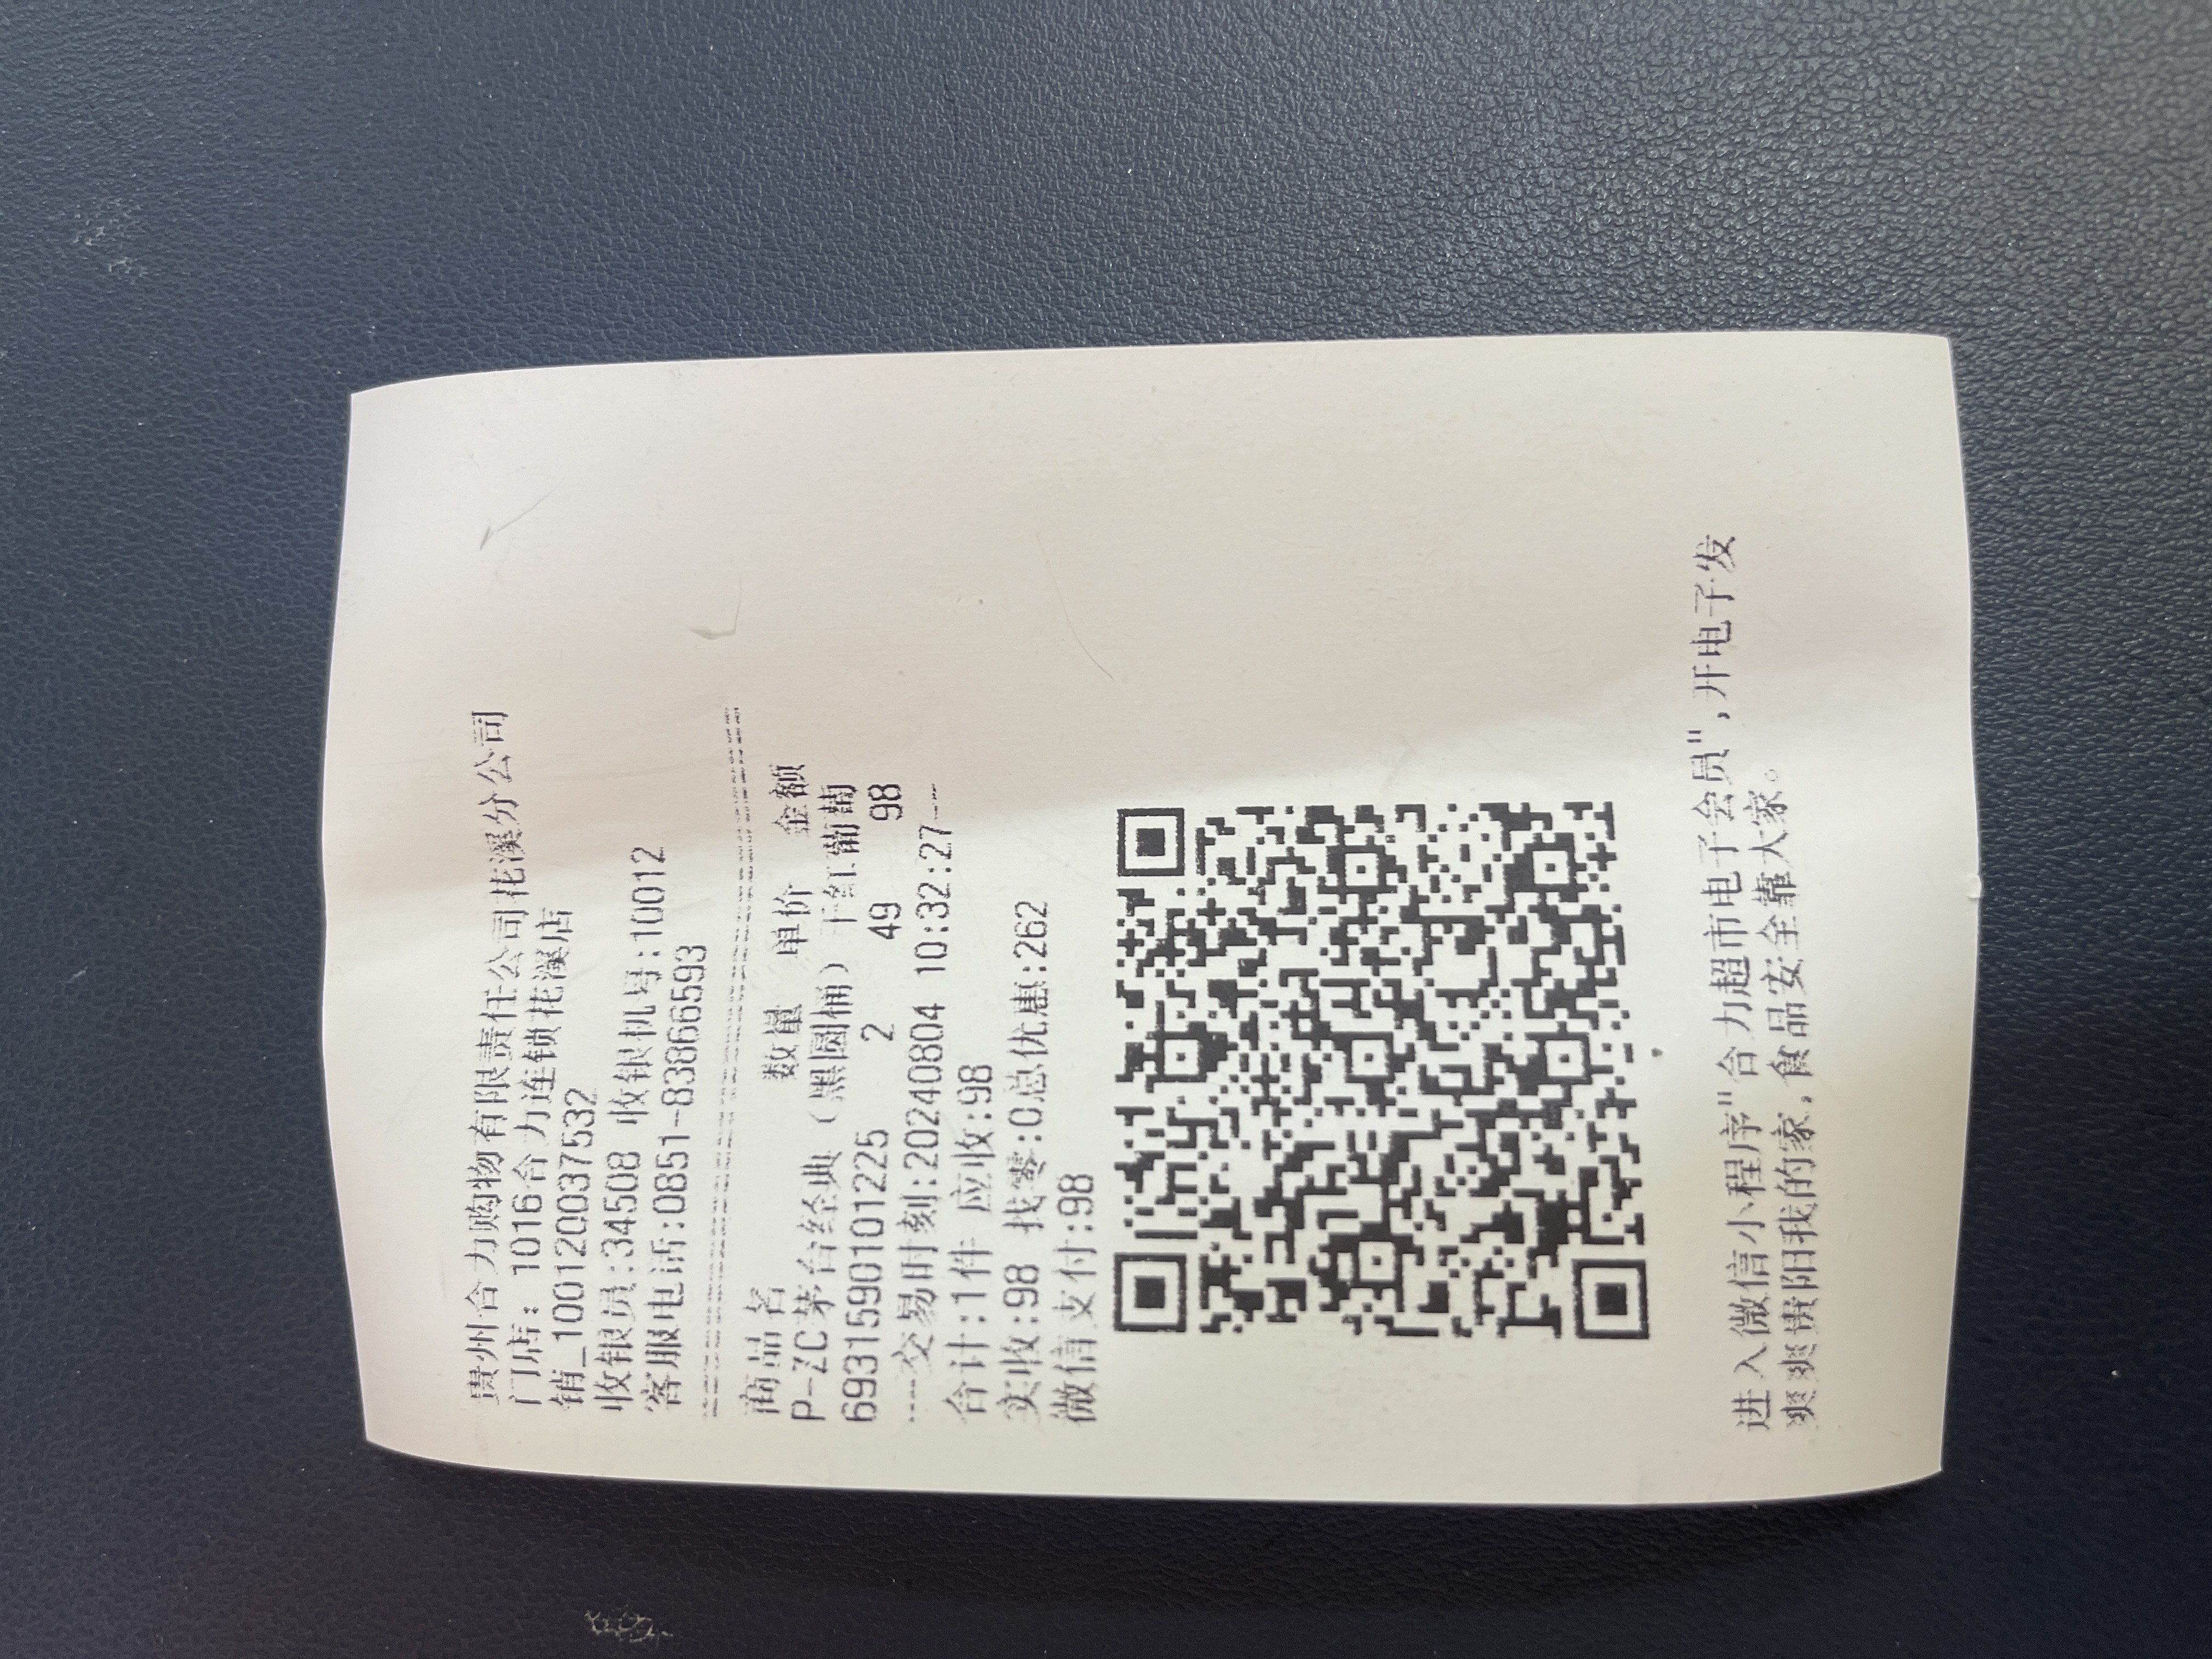 贵州合力购物有限责任公司花溪分公司
门店: 1016合力连锁花溪店
销_100120037532
收银员:34508 收银机号:10012
客服电话:0851-83866593
商品名 数量 单价 金额
P-ZC茅台经典（黑圆桶）干红葡萄
6931590101225 2 49 98
----交易时刻:20240804 10:32:27--
合计:1件 应收:98
实收:98 找零:0总优惠:262
微信支付:98
进入微信小程序"合力超市电子会员",开电子发
爽爽贵阳我的家,食品安全靠大家。